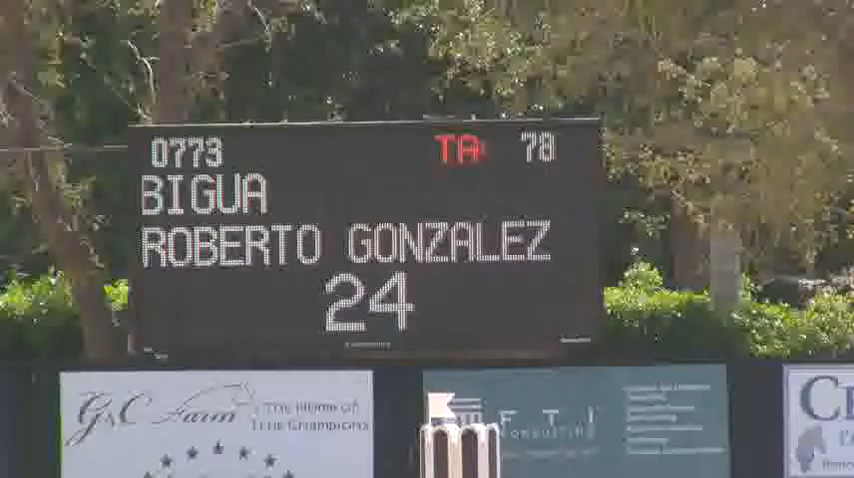 0773 TA: 78
BIGUA
ROBERTO GONZALEZ
24
G&C Farm
The Home of
True Champions
F T I
CONSULTING